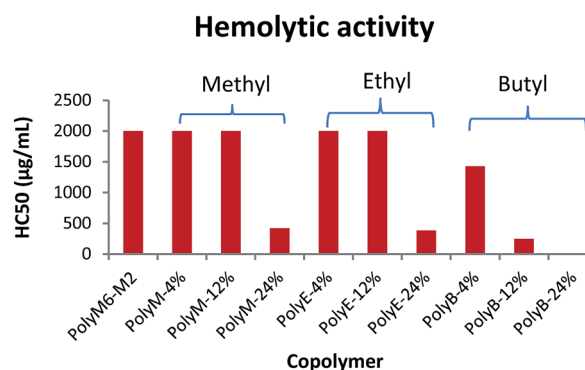 Hemolytic activity
Methyl
Ethyl
Butyl
HC50 (µg/mL)
2500
2000
1500
1000
500
0
PolyM6-M2
PolyM-4%
PolyM-12%
PolyM-24%
PolyE-4%
PolyE-12%
PolyE-24%
PolyB-4%
PolyB-12%
PolyB-24%
Copolymer